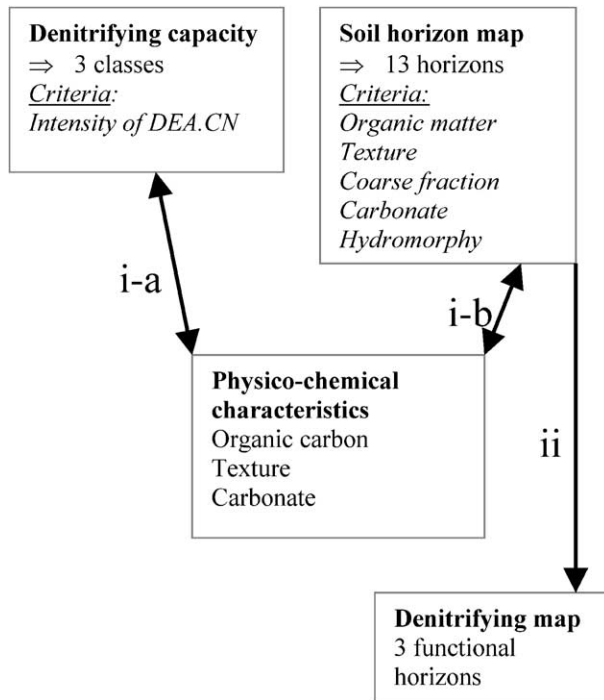 Denitrifying capacity
⇒ 3 classes
Criteria:
Intensity of DEA.CN
Soil horizon map
⇒ 13 horizons
Criteria:
Organic matter
Texture
Coarse fraction
Carbonate
Hydromorphy
i-a
i-b
Physico-chemical
characteristics
Organic carbon
Texture
Carbonate
ii
Denitrifying map
3 functional
horizons